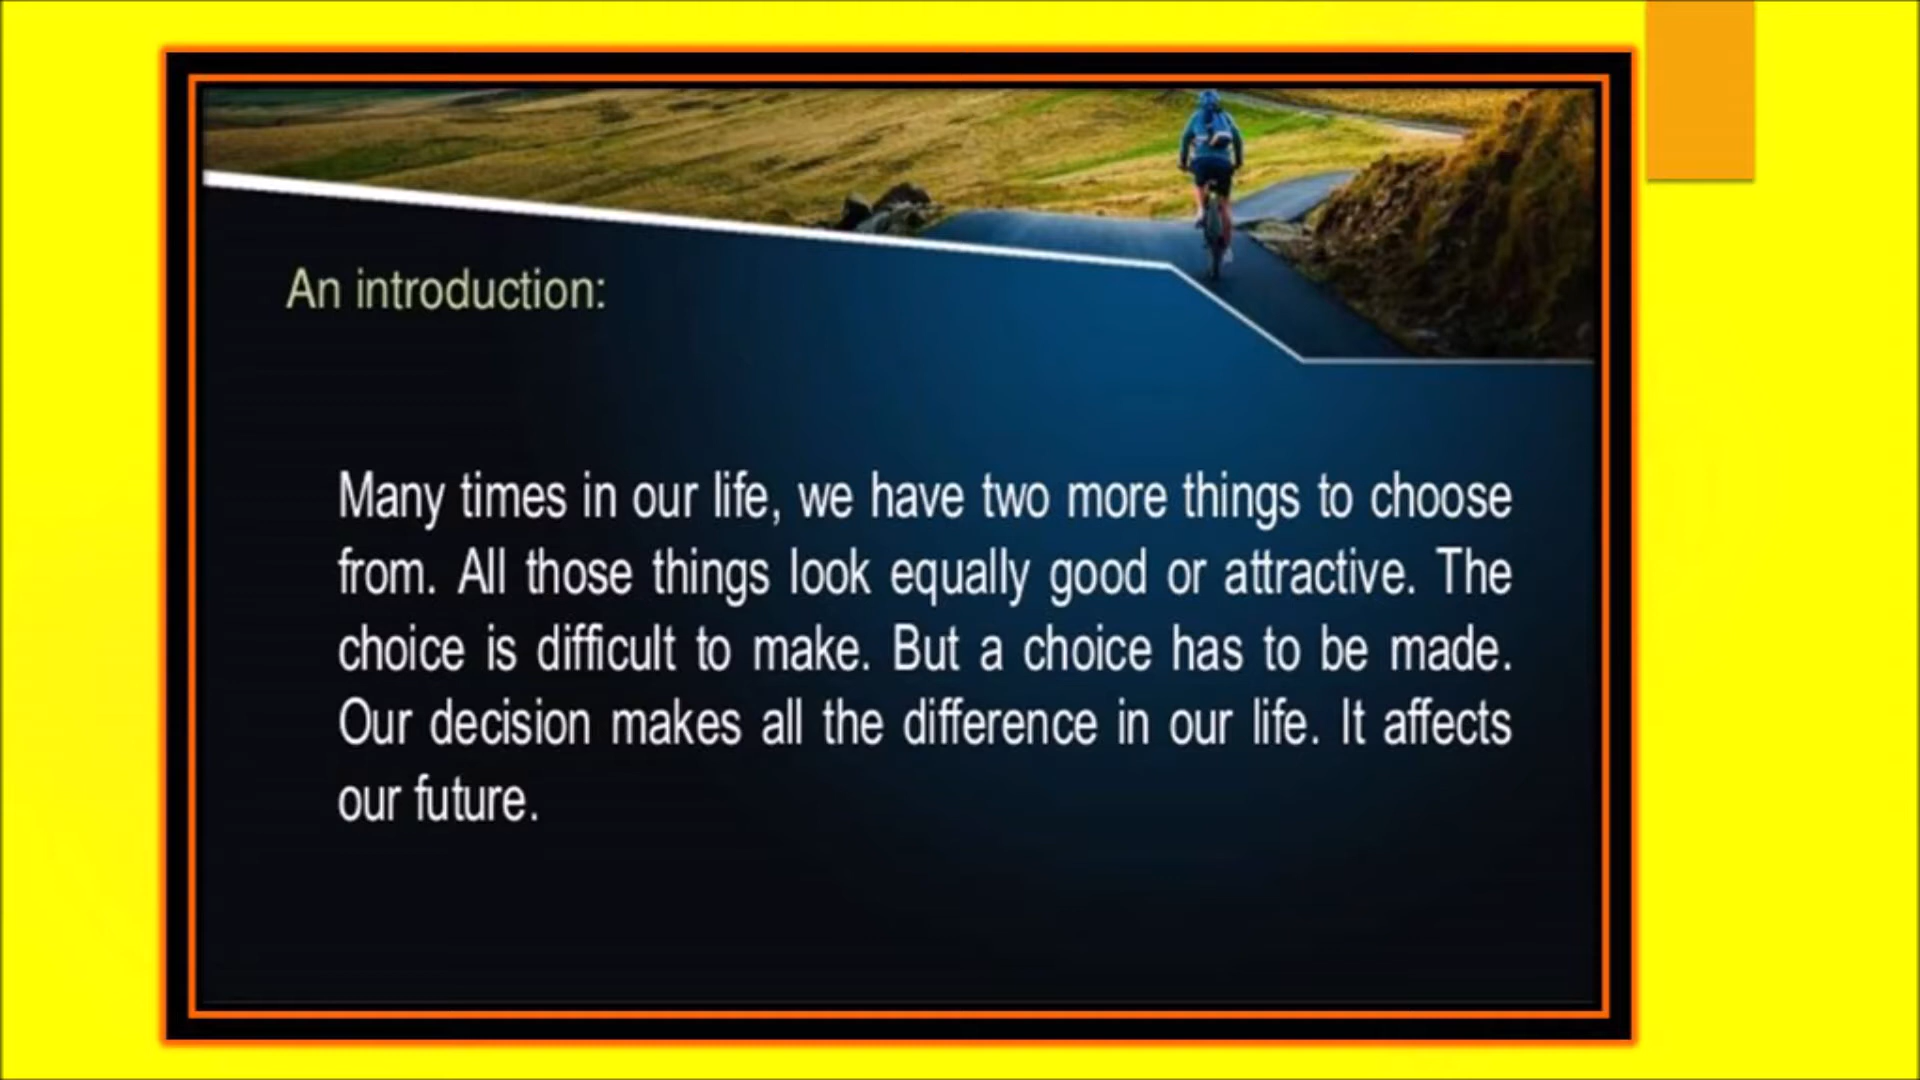 An introduction:
Many times in our life, we have two more things to choose
from. All those things look equally good or attractive. The
choice is difficult to make. But a choice has to be made.
Our decision makes all the difference in our life. It affects
our future.